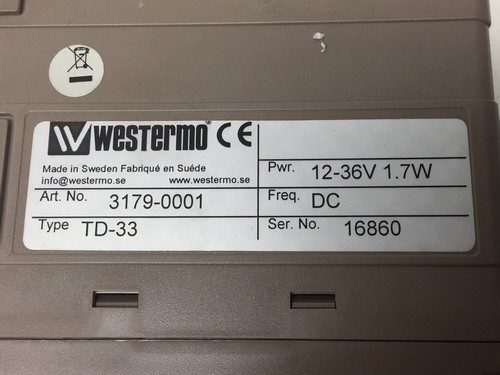 WESTERMO® CE
Made in Sweden Fabriqué en Suéde
info@westermo.se www.westermo.se
Pwr. 12-36V 1.7W
Art. No. 3179-0001
Freq. DC
Type TD-33
Ser. No. 16860